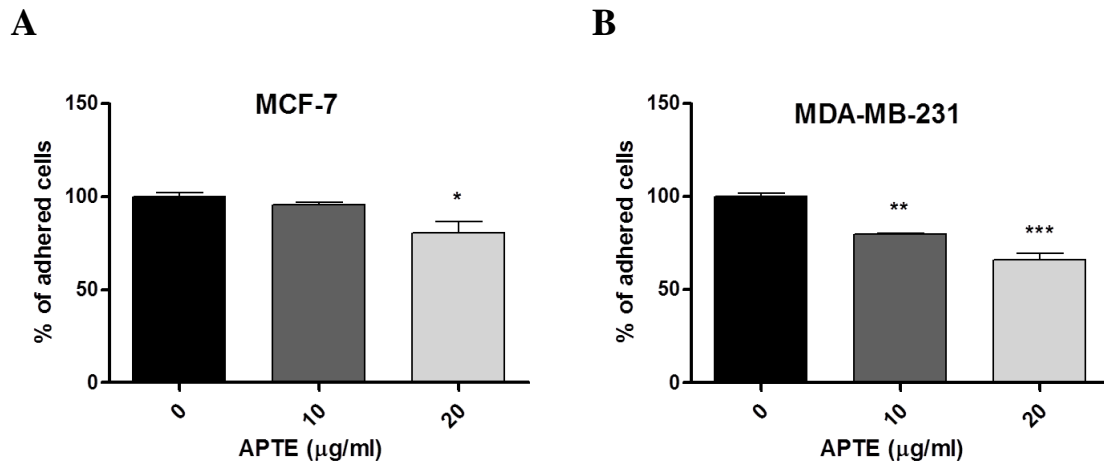 A
MCF-7
% of adhered cells
150
100
50
0
*
0
10
20
APTE (μg/ml)
B
MDA-MB-231
% of adhered cells
150
100
50
0
**
***
0
10
20
APTE (μg/ml)